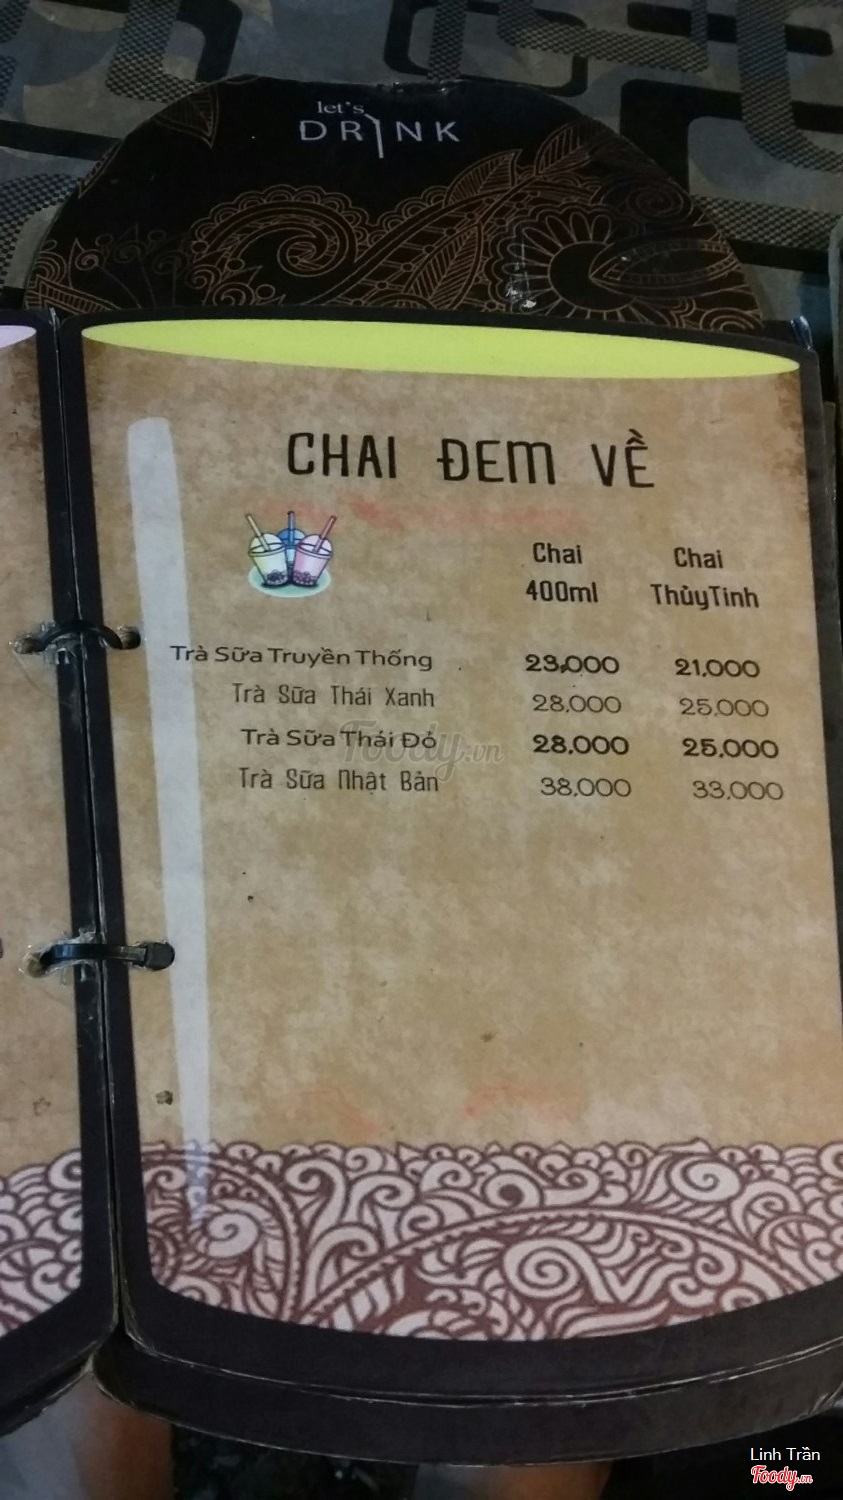 let's
DRINK
CHAI ĐEM VỀ
Chai 400ml
Chai ThủyTinh
Trà Sữa Truyền Thống 23,000 21,000
Trà Sữa Thái Xanh 28,000 25,000
Trà Sữa Thái Đỏ 28,000 25,000
Trà Sữa Nhật Bản 38,000 33,000
Foody.vn
Linh Trần
Foody.vn